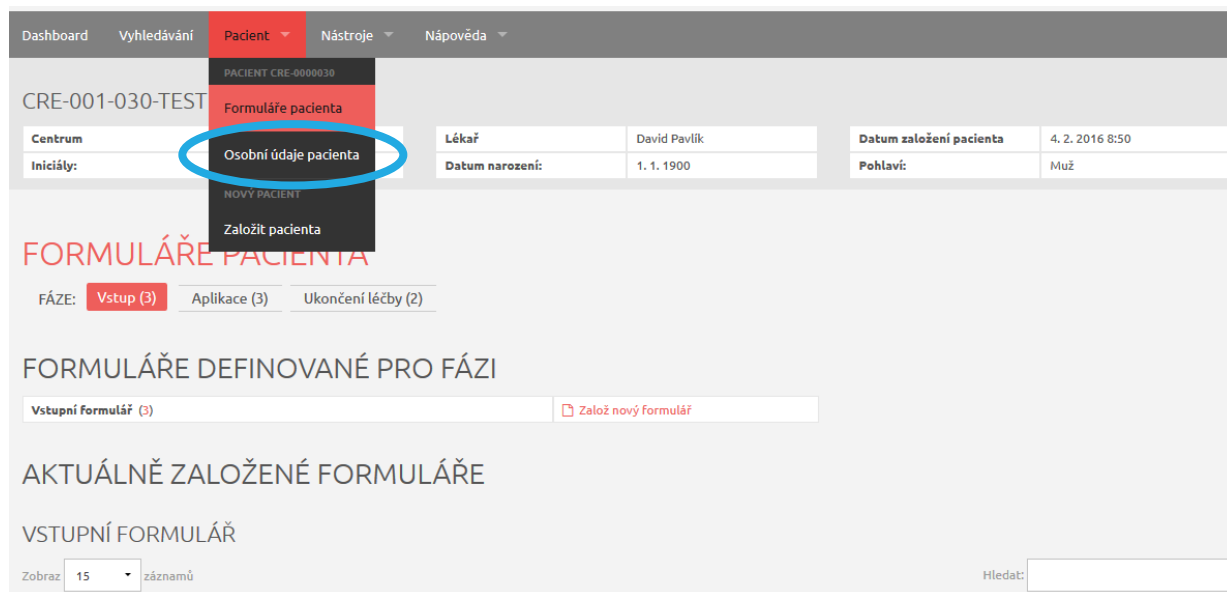 Dashboard Vyhledávání Pacient Nástroje Nápověda
PACIENT CRE-0000030
CRE-001-030-TEST
Formuláře pacienta
Centrum Lékař David Pavlík Datum založení pacienta 4. 2. 2016 8:50
Osobní údaje pacienta
Iniciály: Datum narození: 1. 1. 1900 Pohlaví: Muž
NOVÝ PACIENT
Založit pacienta
FORMULÁŘE PACIENTA
FÁZE: Vstup (3) Aplikace (3) Ukončení léčby (2)
FORMULÁŘE DEFINOVANÉ PRO FÁZI
Vstupní formulář (3) Založ nový formulář
AKTUÁLNĚ ZALOŽENÉ FORMULÁŘE
VSTUPNÍ FORMULÁŘ
Zobraz 15 záznamů Hledat: